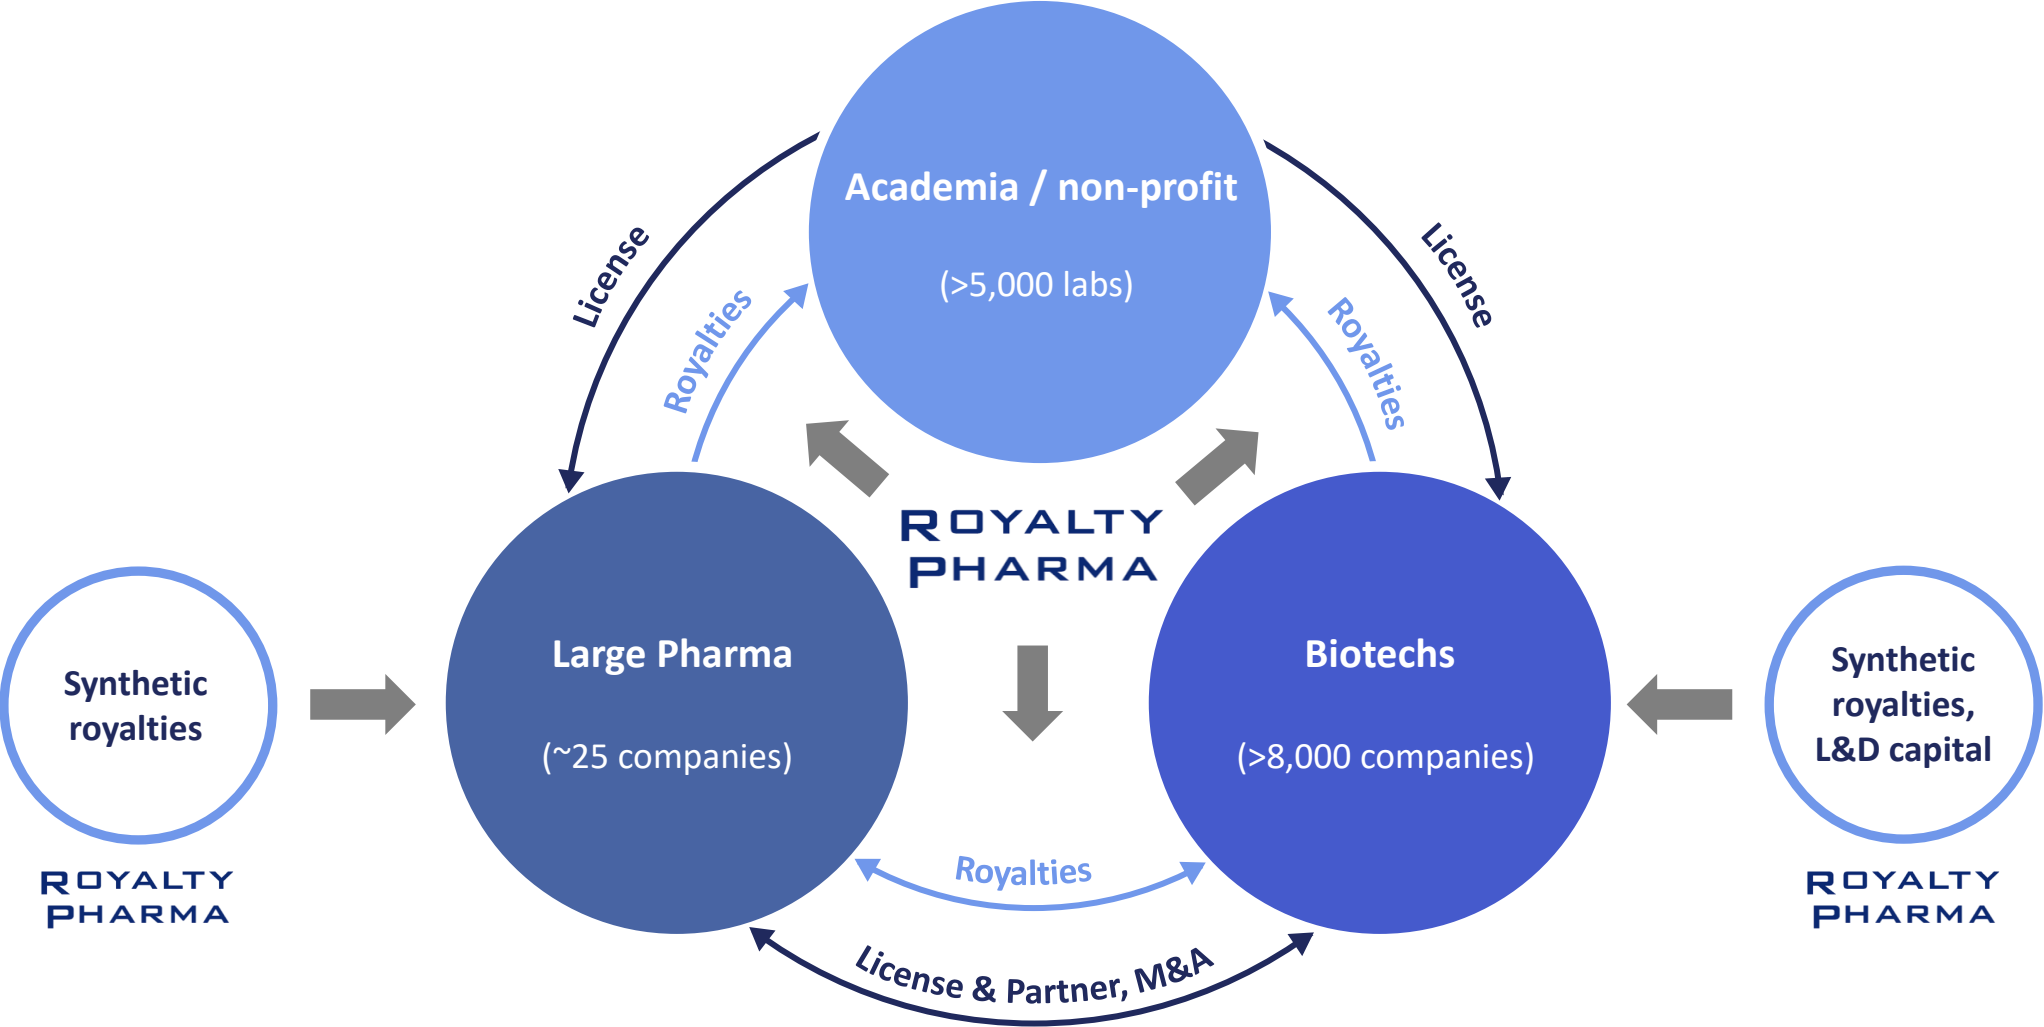 Academia / non-profit
(>5,000 labs)
License
Royalties
Royalties
License
ROYALTY
PHARMA
Large Pharma
(~25 companies)
Biotechs
(>8,000 companies)
Synthetic
royalties
ROYALTY
PHARMA
Synthetic
royalties,
L&D capital
ROYALTY
PHARMA
Royalties
License & Partner, M&A